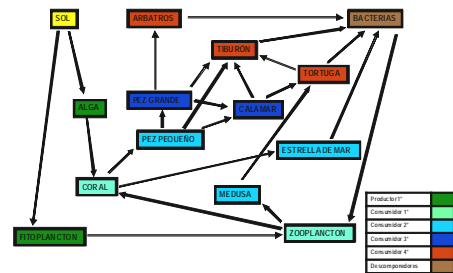 SOL
ARBATROS
BACTERIAS
TIBURÓN
TORTUGA
PEZ GRANDE
ALGA
CALAMAR
PEZ PEQUEÑO
ESTRELLA DE MAR
CORAL
MEDUSA
FITOPLANCTON
ZOOPLANCTON
Productor 1°
Consumidor 1°
Consumidor 2°
Consumidor 3°
Consumidor 4°
Descomponedores